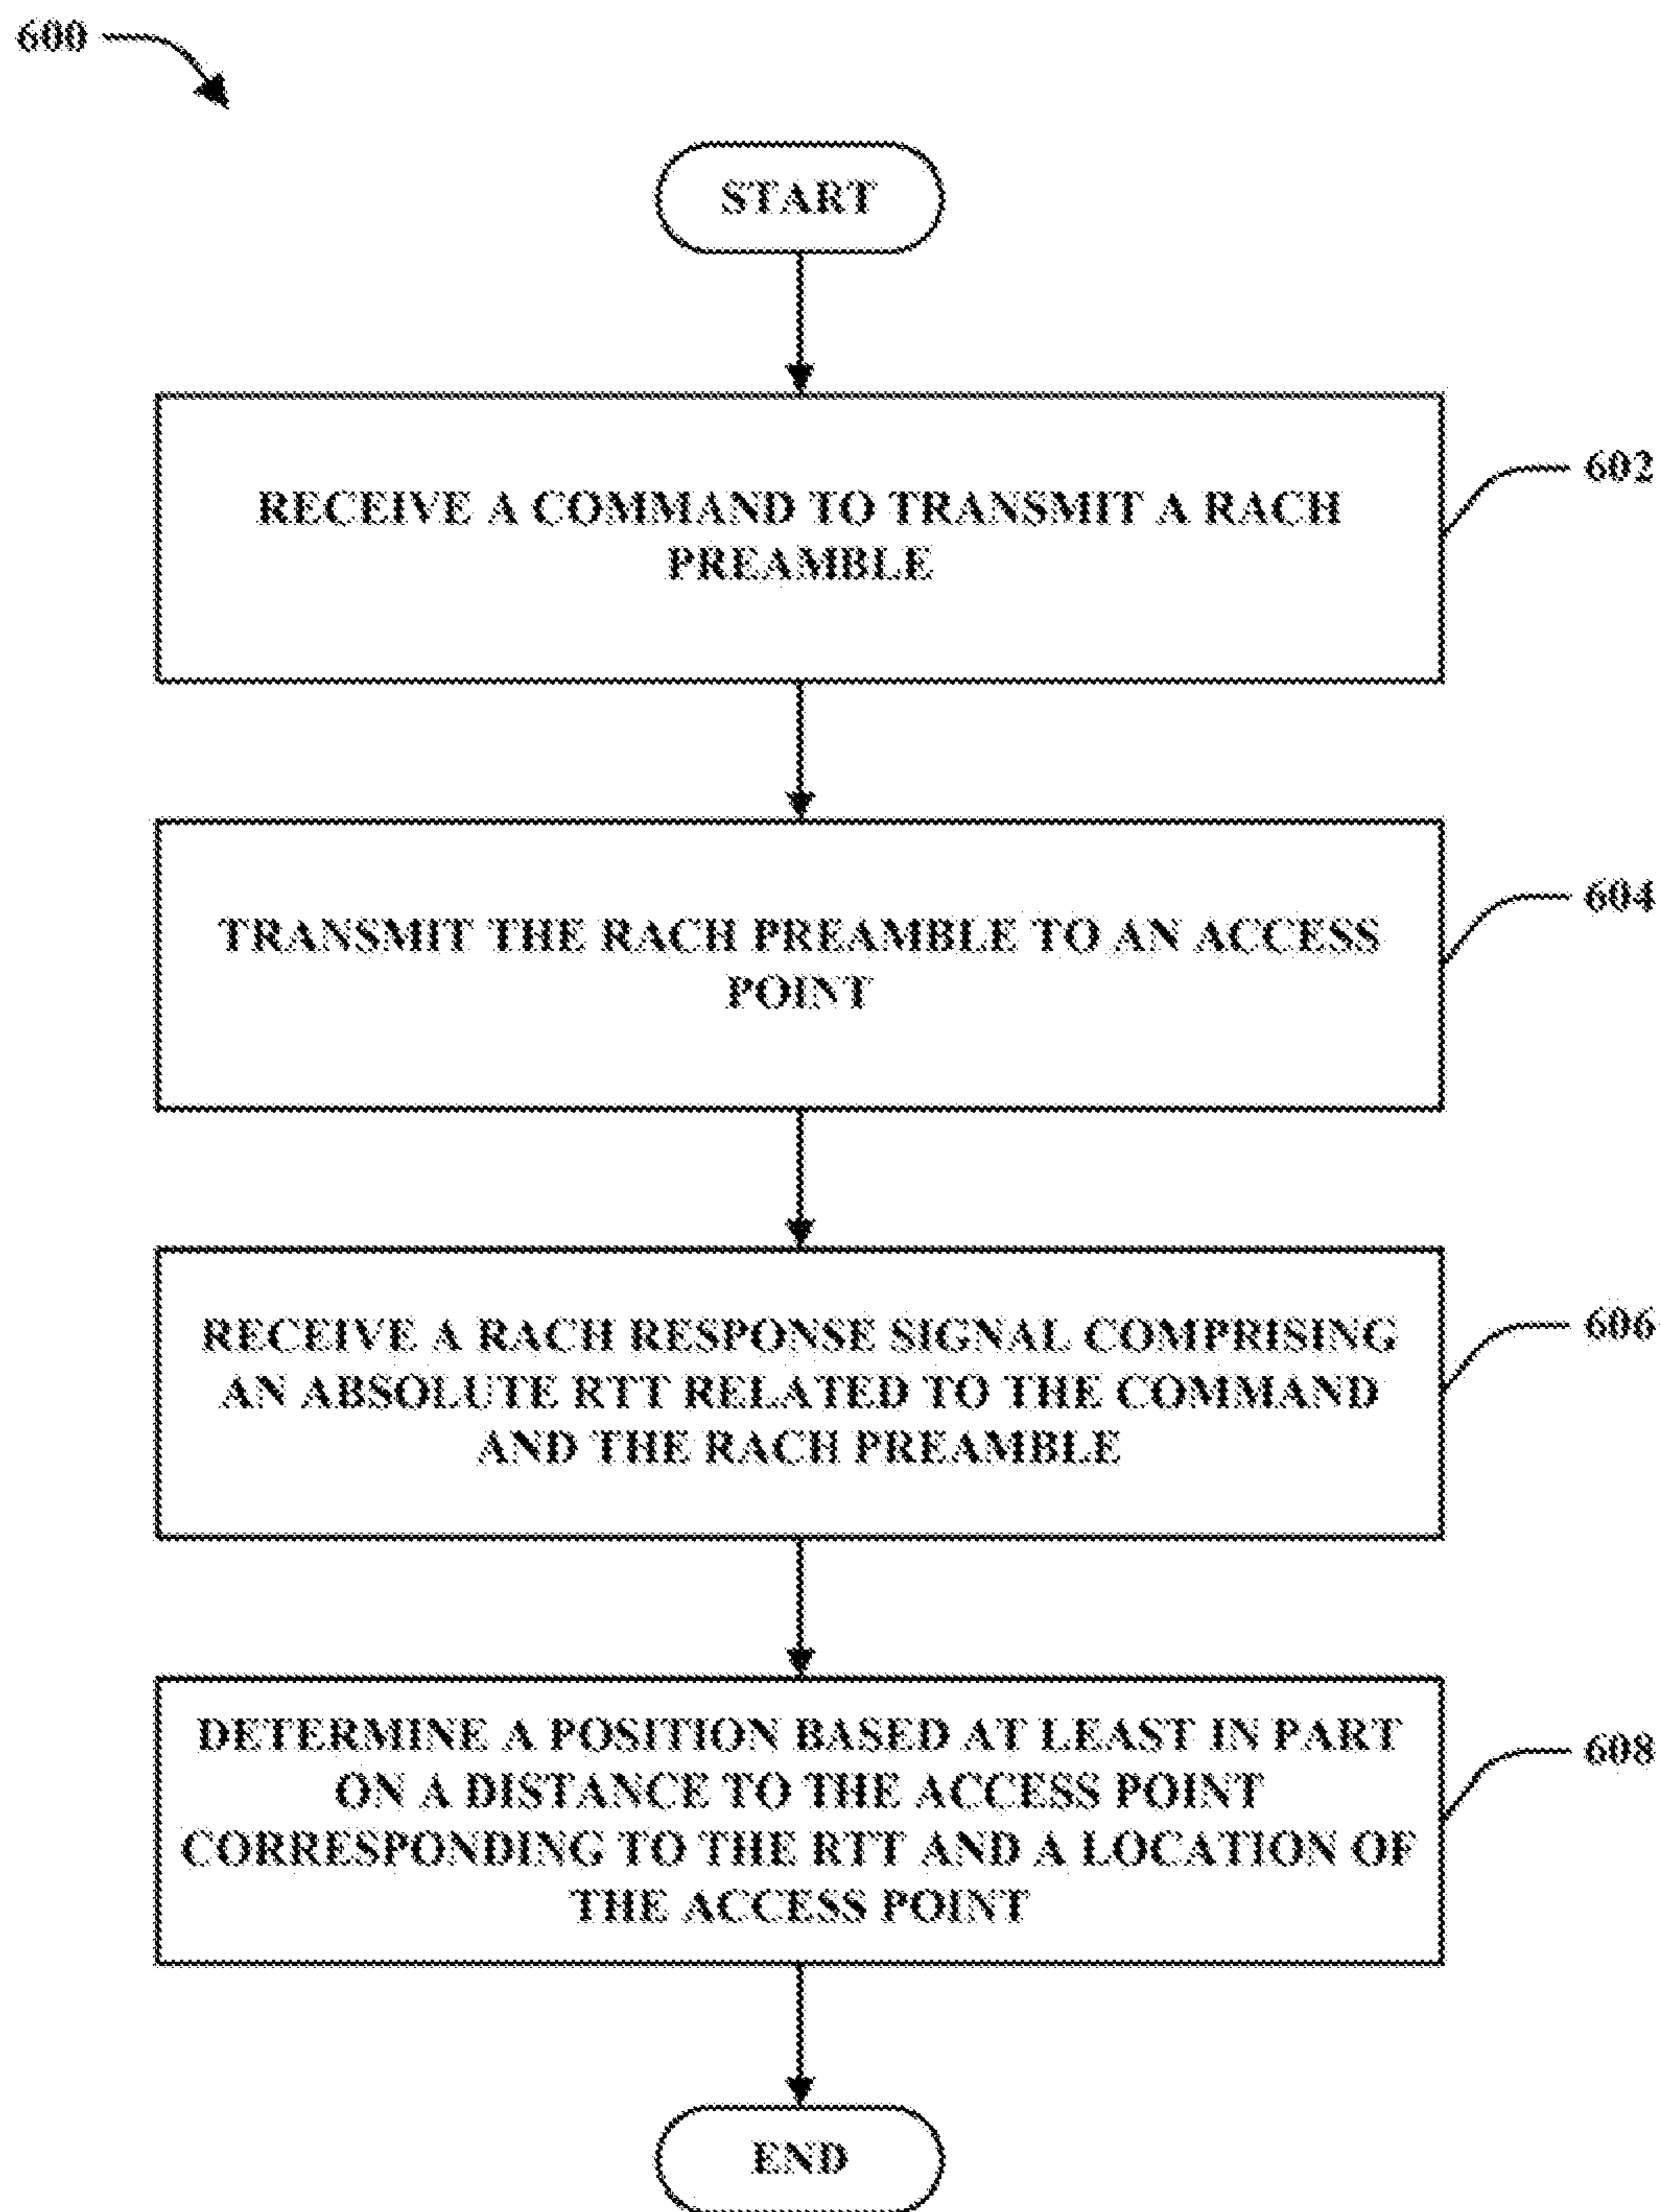 600
START
RECEIVE A COMMAND TO TRANSMIT A RACH
PREAMBLE
602
TRANSMIT THE RACH PREAMBLE TO AN ACCESS
POINT
604
RECEIVE A RACH RESPONSE SIGNAL COMPRISING
AN ABSOLUTE RTT RELATED TO THE COMMAND
AND THE RACH PREAMBLE
606
DETERMINE A POSITION BASED AT LEAST IN PART
ON A DISTANCE TO THE ACCESS POINT
CORRESPONDING TO THE RTT AND A LOCATION OF
THE ACCESS POINT
608
END